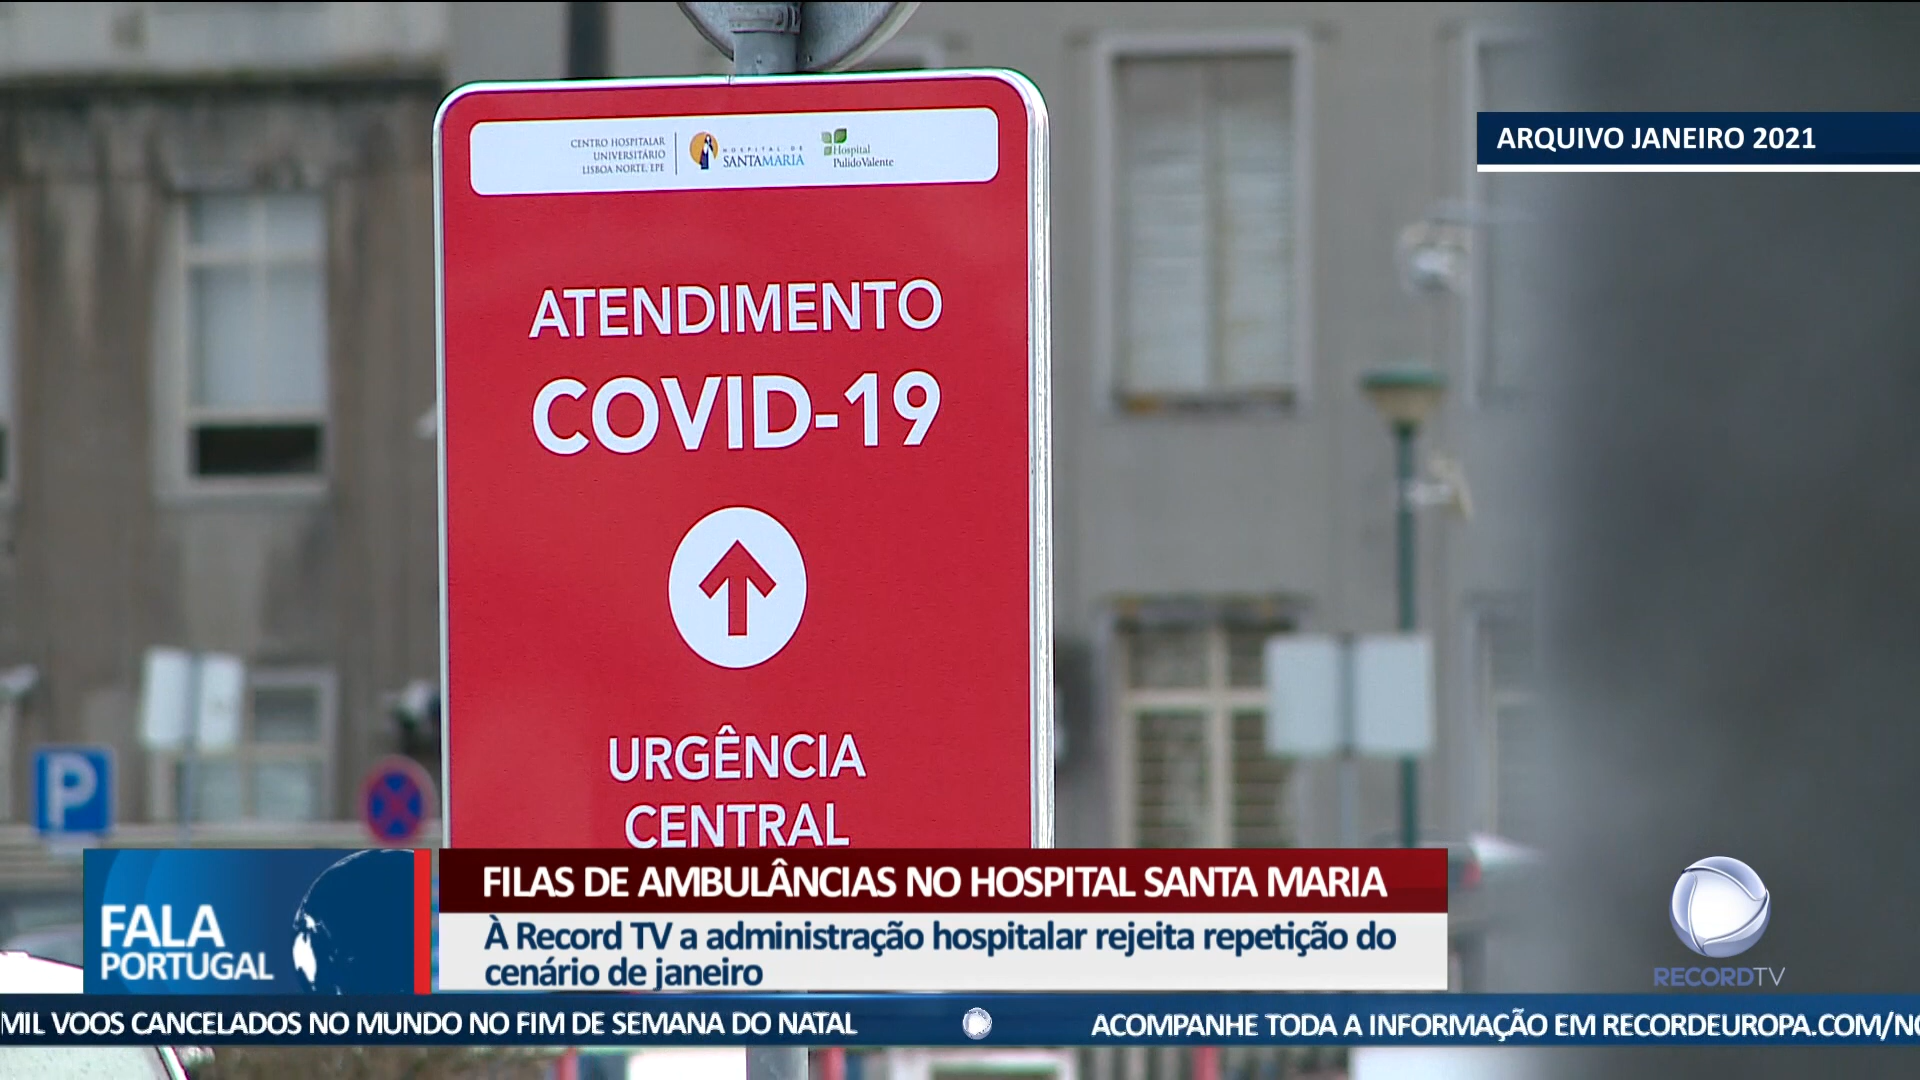 CENTRO HOSPITALAR
UNIVERSITÁRIO
LISBOA NORTE, EPE
HOSPITAL DE
SANTAMARIA
Hospital
PulidoValente
ARQUIVO JANEIRO 2021
ATENDIMENTO
COVID-19
URGÊNCIA
CENTRAL
P
FALA
PORTUGAL
FILAS DE AMBULÂNCIAS NO HOSPITAL SANTA MARIA
À Record TV a administração hospitalar rejeita repetição do
cenário de janeiro
RECORDTV
MIL VOOS CANCELADOS NO MUNDO NO FIM DE SEMANA DO NATAL
ACOMPANHE TODA A INFORMAÇÃO EM RECORDEUROPA.COM/NO